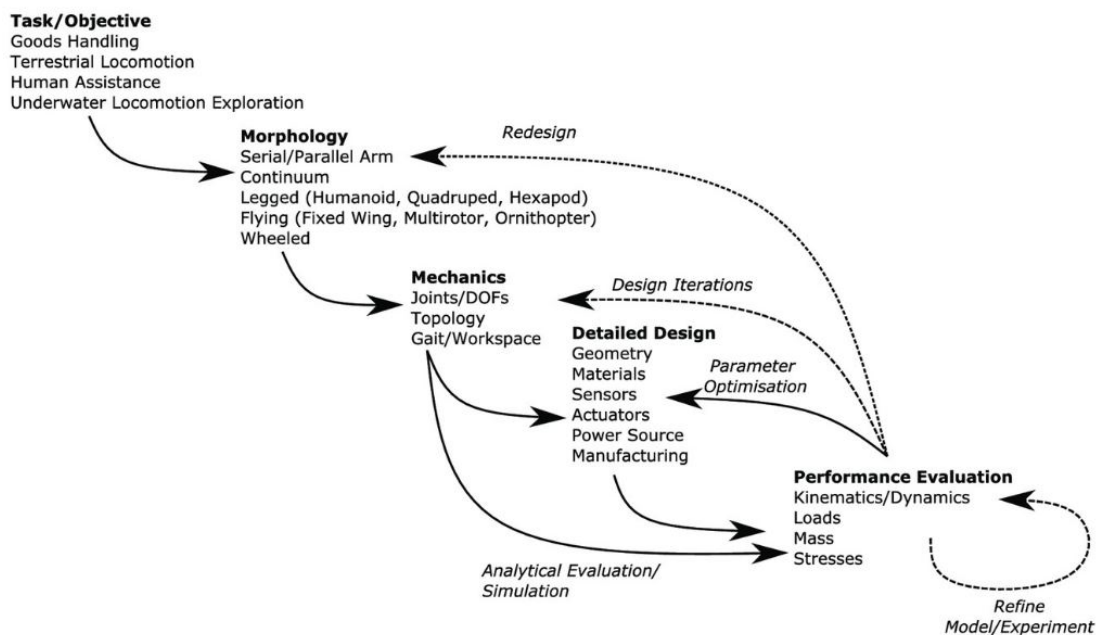 Task/Objective
Goods Handling
Terrestrial Locomotion
Human Assistance
Underwater Locomotion Exploration
Morphology
Serial/Parallel Arm
Continuum
Legged (Humanoid, Quadruped, Hexapod)
Flying (Fixed Wing, Multirotor, Ornithopter)
Wheeled
Redesign
Mechanics
Joints/DOFs
Topology
Gait/Workspace
Design Iterations
Detailed Design
Geometry
Materials
Sensors
Actuators
Power Source
Manufacturing
Parameter
Optimisation
Performance Evaluation
Kinematics/Dynamics
Loads
Mass
Stresses
Analytical Evaluation/
Simulation
Refine
Model/Experiment